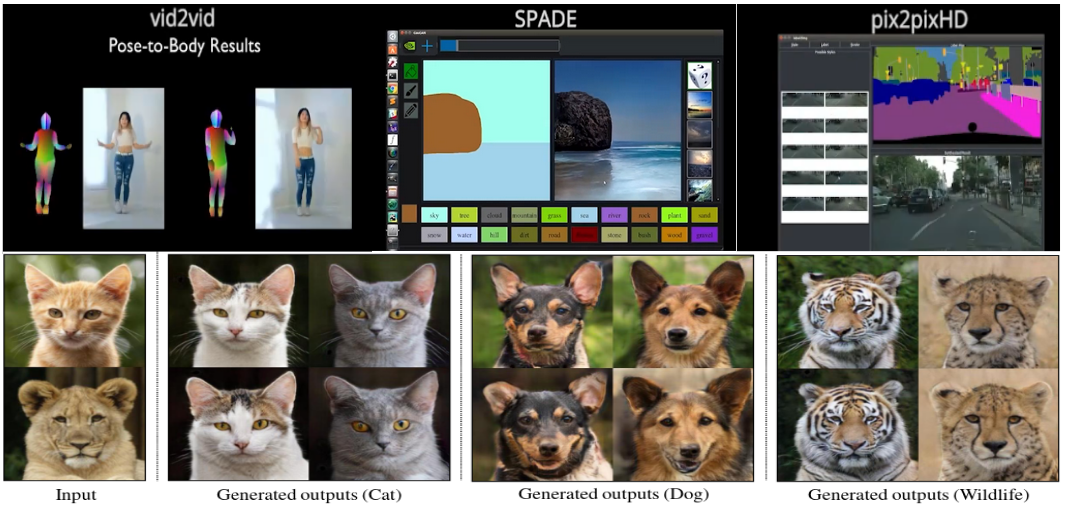 vid2vid
Pose-to-Body Results
SPADE
sky tree cloud mountain grass sea river rock plant sand
snow water hill dirt road stone bush wood gravel
pix2pixHD
Input
Generated outputs (Cat)
Generated outputs (Dog)
Generated outputs (Wildlife)